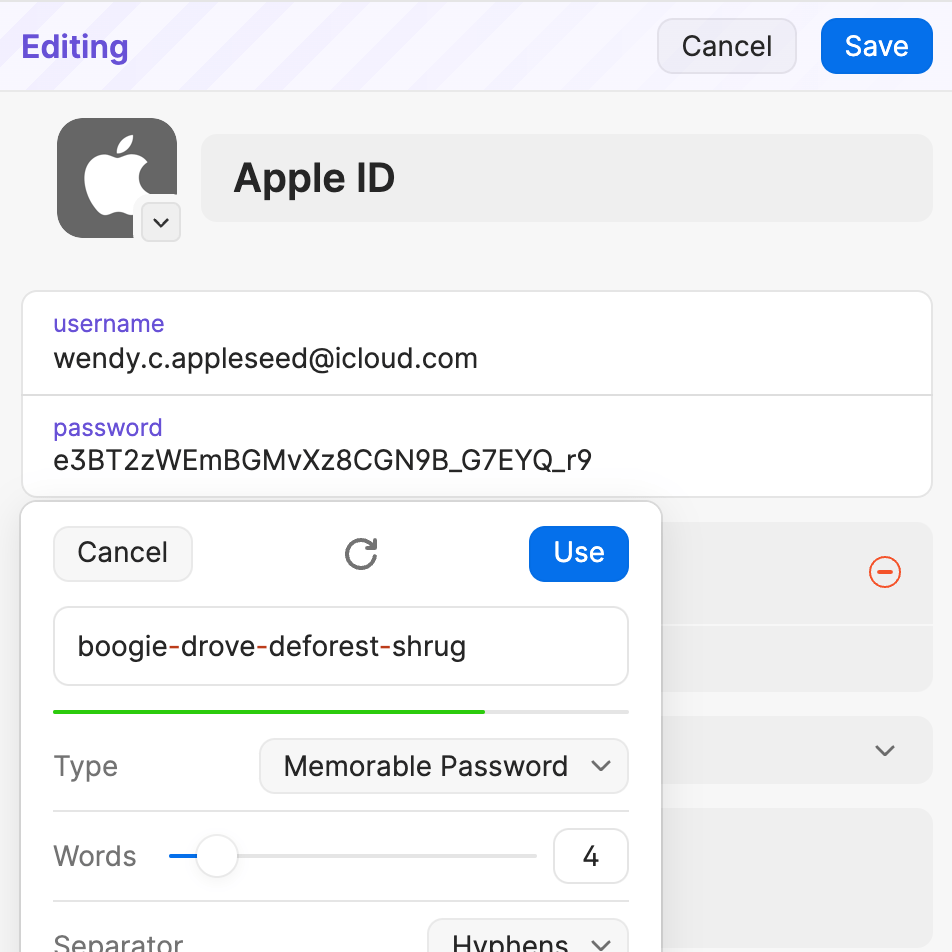 Editing
Cancel
Save
Apple ID
username
wendy.c.appleseed@icloud.com
password
e3BT2zWEmBGMvXz8CGN9B_G7EYQ_r9
Cancel
Use
boogie-drove-deforest-shrug
Type
Memorable Password
Words
4
Separator
Hyphens